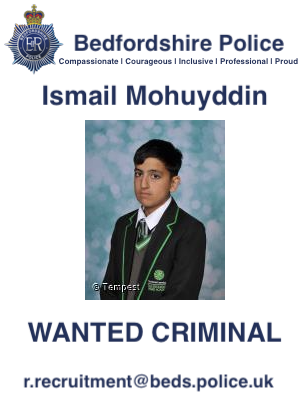 Bedfordshire Police
Compassionate | Courageous | Inclusive | Professional | Proud
Ismail Mohuyddin
© Tempest
WANTED CRIMINAL
r.recruitment@beds.police.uk